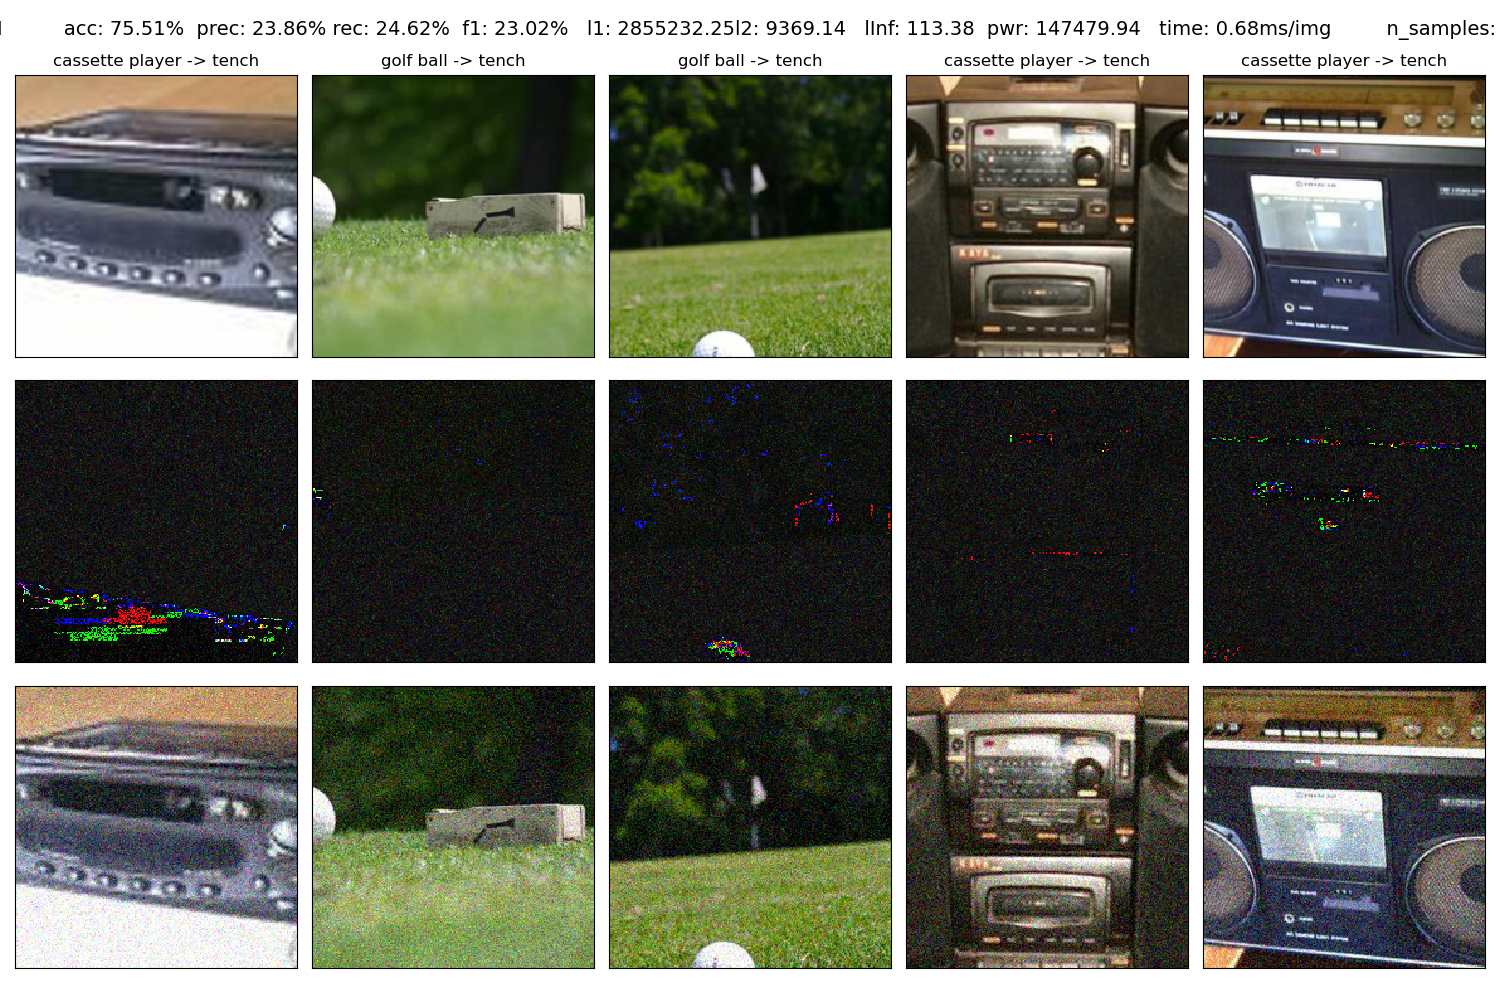 acc: 75.51% prec: 23.86% rec: 24.62% f1: 23.02% l1: 2855232.25l2: 9369.14 lInf: 113.38 pwr: 147479.94 time: 0.68ms/img n_samples:
cassette player -> tench golf ball -> tench golf ball -> tench cassette player -> tench cassette player -> tench